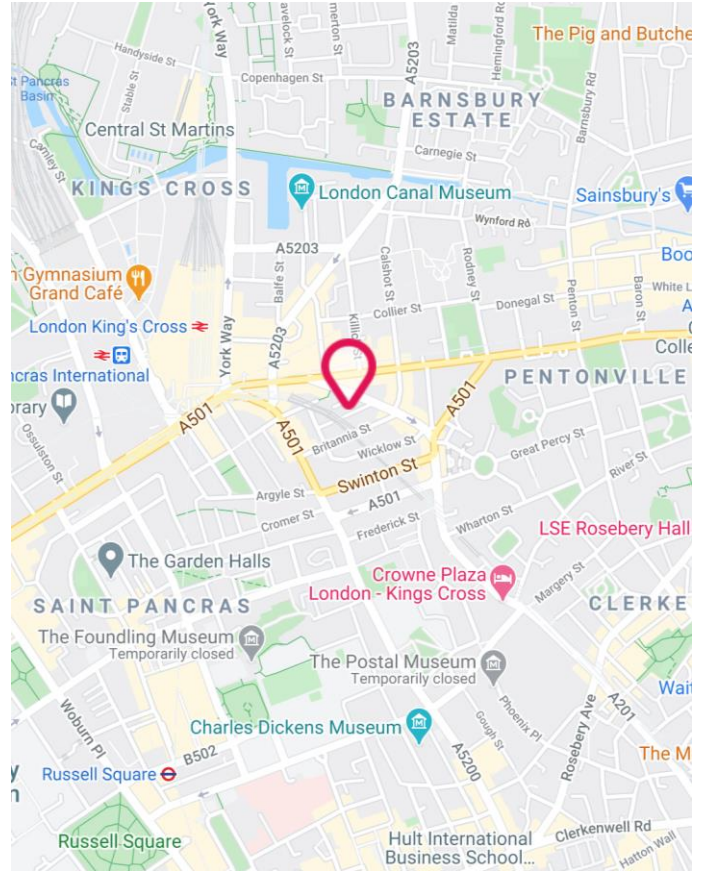 York Way
avelock St
merton St
A5203
Matilda
Hemingford Rd
The Pig and Butche
Handyside St
Stable St
Copenhagen St
Barnsbury Rd
St Pancras
Basin
BARNSBURY
ESTATE
Central St Martins
Camley St
Carnegie St
KINGS CROSS
London Canal Museum
Sainsbury's
Wynford Rd
A5203
Boo
n Gymnasium
Grand Café
Balfe St
Calshot St
Rodney St
Penton St
Baron St
White L
Collier St
Donegal St
A
C
Colle
London King's Cross
York Way
A5203
Killick St
ncras International
PENTONVILLE
brary
A501
A501
A501
Ossulston St
Britannia St
Wicklow St
Great Percy St
River St
Swinton St
Argyle St
A501
Cromer St
Frederick St
Wharton St
LSE Rosebery Hall
The Garden Halls
Crowne Plaza
London - Kings Cross
Margery St
SAINT PANCRAS
CLERKE
The Foundling Museum
Temporarily closed
The Postal Museum
Temporarily closed
Wait
Woburn Pl
Phoenix Pl
A201
Charles Dickens Museum
Gough St
Rosebery Ave
B502
A5200
The M
y
n
Russell Square
Russell Square
Hult International
Business School...
Clerkenwell Rd
Hatton Wall